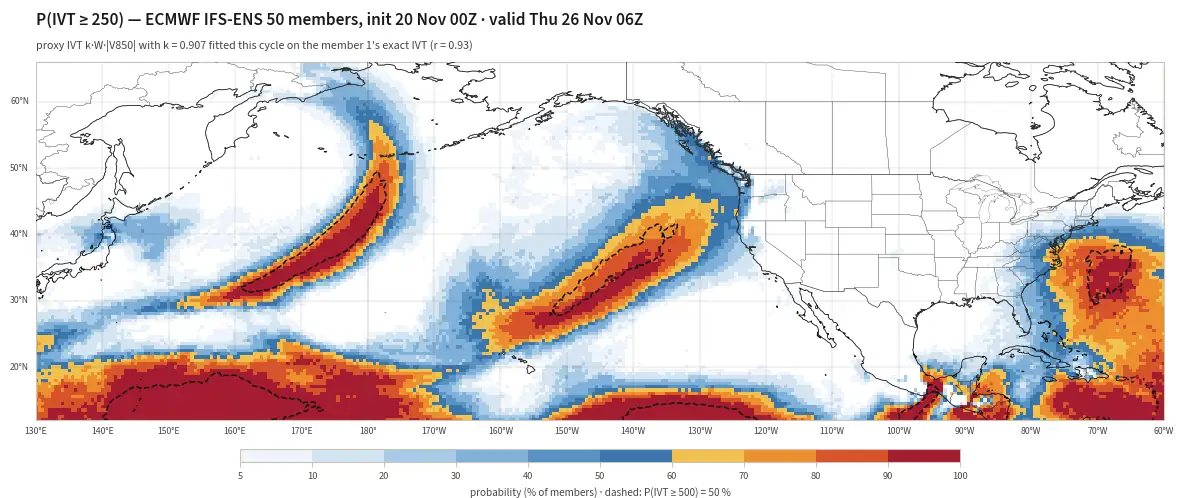 P(IVT ≥ 250) — ECMWF IFS-ENS 50 members, init 20 Nov 00Z · valid Thu 26 Nov 06Z
proxy IVT k·W·|V850| with k = 0.907 fitted this cycle on the member 1's exact IVT (r = 0.93)
60°N
50°N
40°N
30°N
20°N
130°E 140°E 150°E 160°E 170°E 180° 170°W 160°W 150°W 140°W 130°W 120°W 110°W 100°W 90°W 80°W 70°W 60°W
5 10 20 30 40 50 60 70 80 90 100
probability (% of members) · dashed: P(IVT ≥ 500) = 50 %